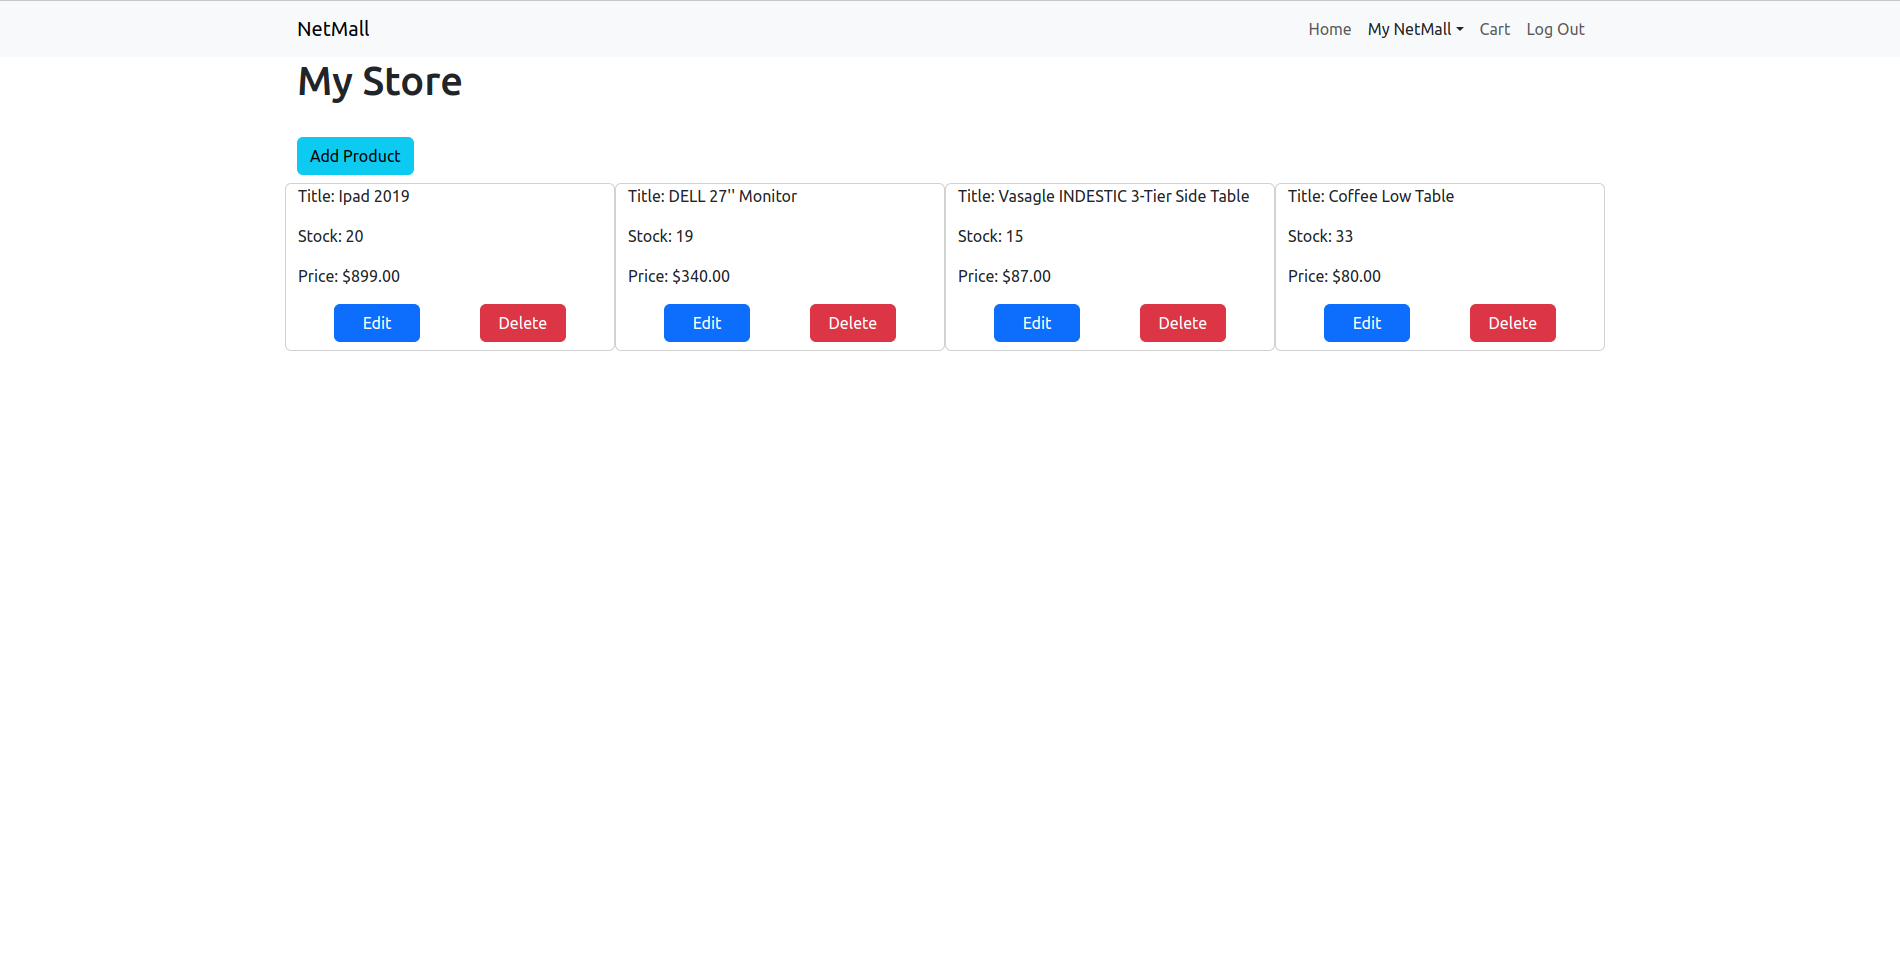 NetMall Home My NetMall Cart Log Out
My Store
Add Product
Title: Ipad 2019
Stock: 20
Price: $899.00
Edit Delete
Title: DELL 27'' Monitor
Stock: 19
Price: $340.00
Edit Delete
Title: Vasagle INDESTIC 3-Tier Side Table
Stock: 15
Price: $87.00
Edit Delete
Title: Coffee Low Table
Stock: 33
Price: $80.00
Edit Delete